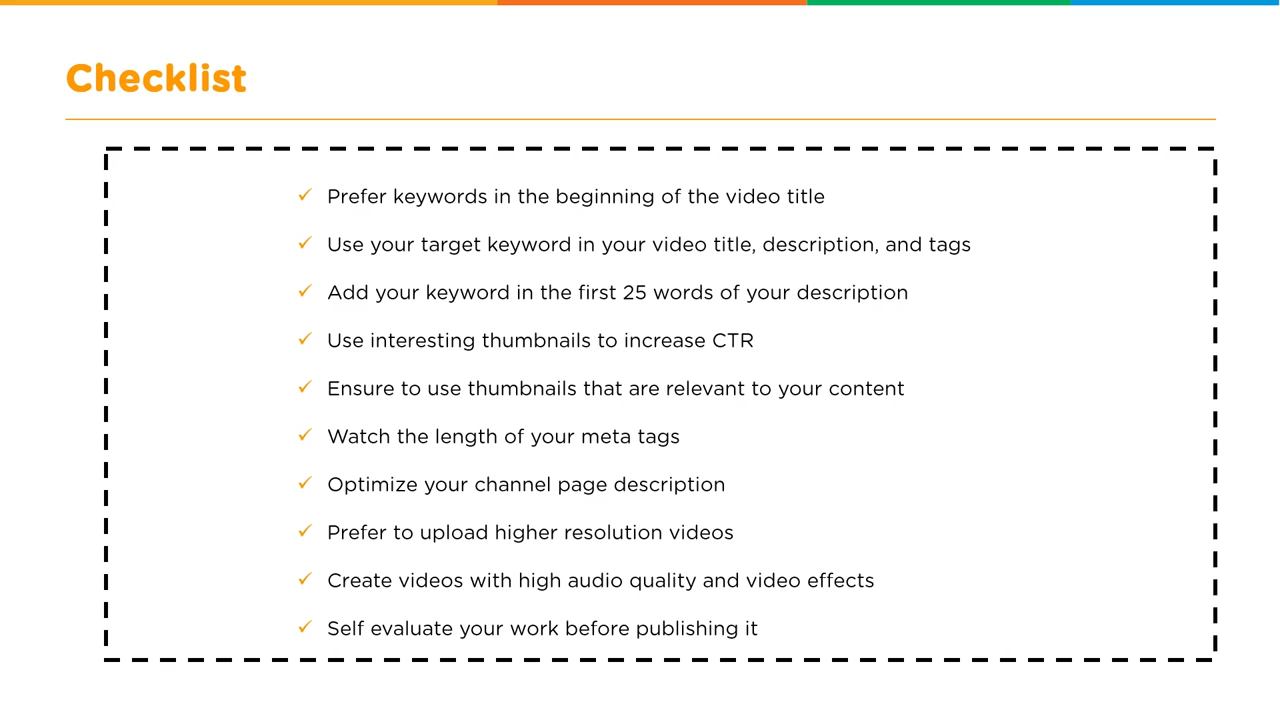 Checklist
✓ Prefer keywords in the beginning of the video title
✓ Use your target keyword in your video title, description, and tags
✓ Add your keyword in the first 25 words of your description
✓ Use interesting thumbnails to increase CTR
✓ Ensure to use thumbnails that are relevant to your content
✓ Watch the length of your meta tags
✓ Optimize your channel page description
✓ Prefer to upload higher resolution videos
✓ Create videos with high audio quality and video effects
✓ Self evaluate your work before publishing it